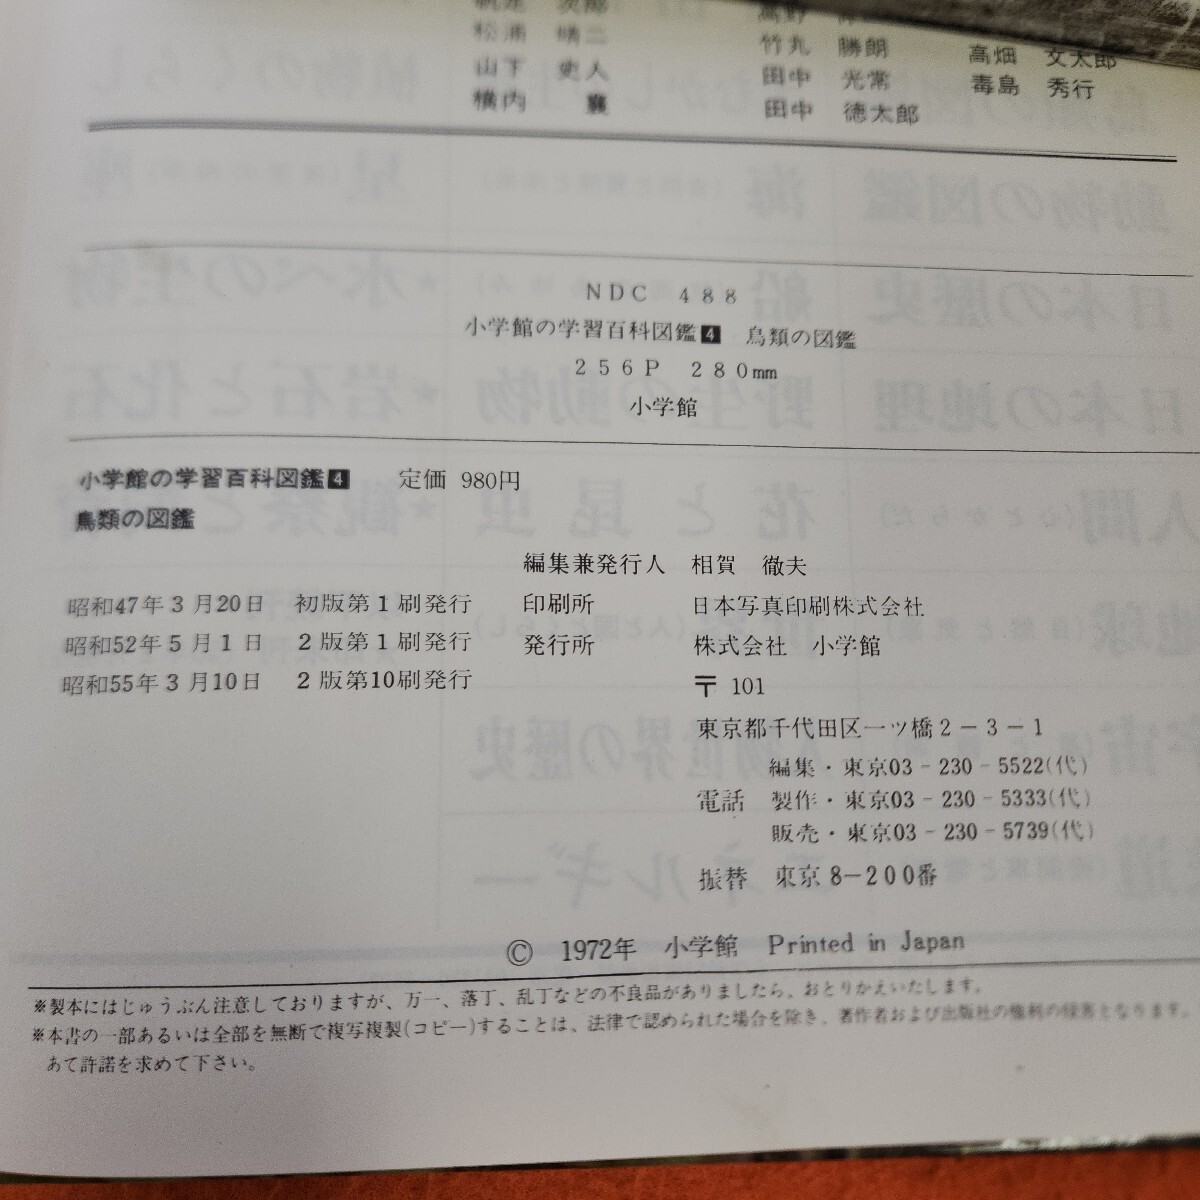 松浦　晴二　竹丸　勝朗　高畑　文太郎
山下　史人　田中　光常　毒島　秀行
横内　　襄　田中　徳太郎
NDC 488
小学館の学習百科図鑑4　鳥類の図鑑
256P 280mm
小学館
小学館の学習百科図鑑4　定価 980円
鳥類の図鑑
編集兼発行人　相賀　徹夫
昭和47年3月20日　初版第1刷発行　印刷所　日本写真印刷株式会社
昭和52年5月1日　2版第1刷発行　発行所　株式会社　小学館
昭和55年3月10日　2版第10刷発行　〒101
東京都千代田区一ツ橋2－3－1
編集・東京03－230－5522(代)
電話　製作・東京03－230－5333(代)
販売・東京03－230－5739(代)
振替　東京8－200番
© 1972年　小学館　Printed in Japan
※製本にはじゅうぶん注意しておりますが、万一、落丁、乱丁などの不良品がありましたら、おとりかえいたします。
※本書の一部あるいは全部を無断で複写複製(コピー)することは、法律で認められた場合を除き、著作者および出版社の権利の侵害となります。
あて許諾を求めて下さい。